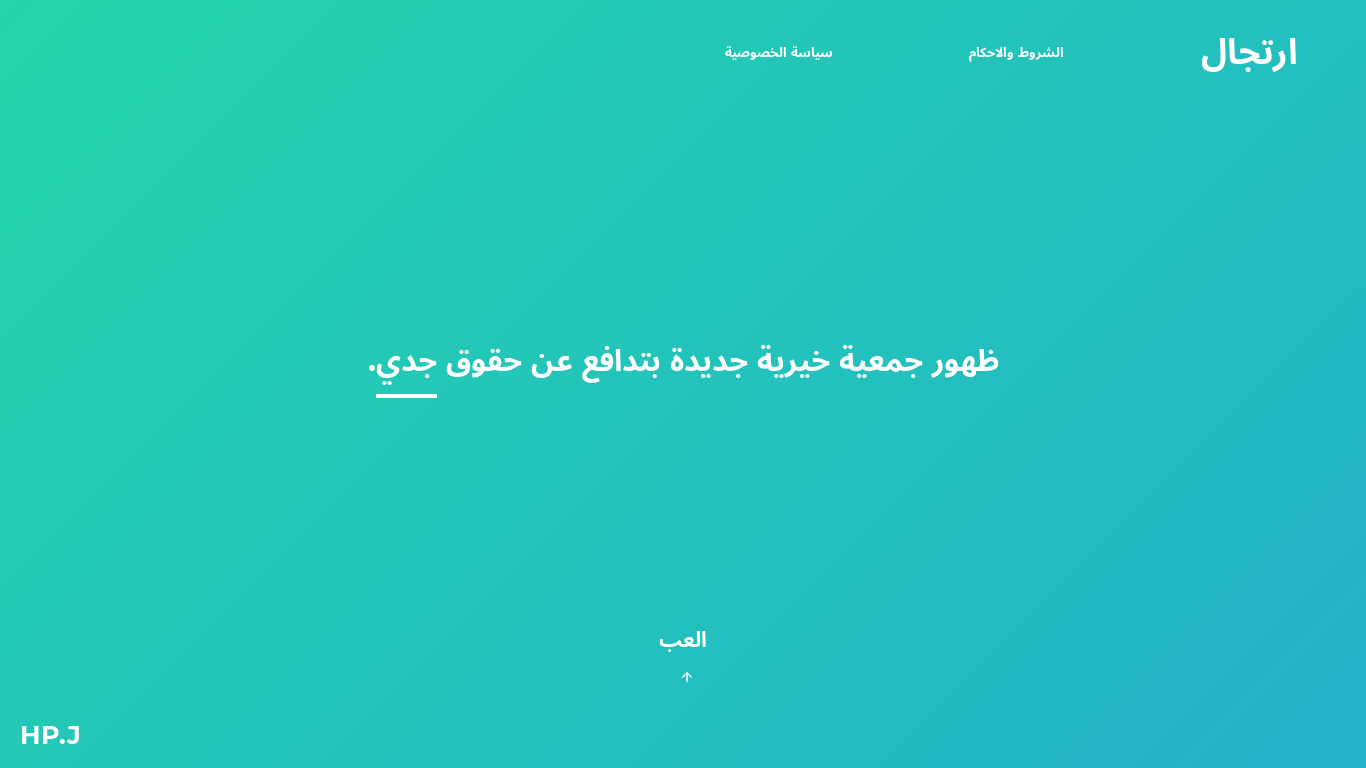 ارتجال
الشروط والاحكام
سياسة الخصوصية
ظهور جمعية خيرية جديدة بتدافع عن حقوق جدي.
العب
HP.J